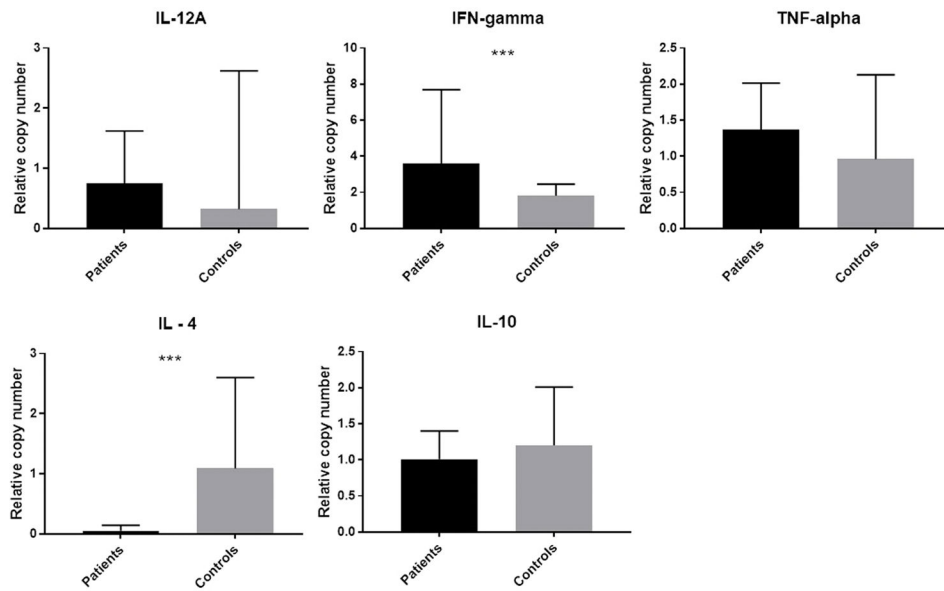 IL-12A
Relative copy number
3
2
1
0
Patients
Controls
IFN-gamma
***
Relative copy number
10
8
6
4
2
0
Patients
Controls
TNF-alpha
Relative copy number
2.5
2.0
1.5
1.0
0.5
0.0
Patients
Controls
IL - 4
***
Relative copy number
3
2
1
0
Patients
Controls
IL-10
Relative copy number
2.5
2.0
1.5
1.0
0.5
0.0
Patients
Controls